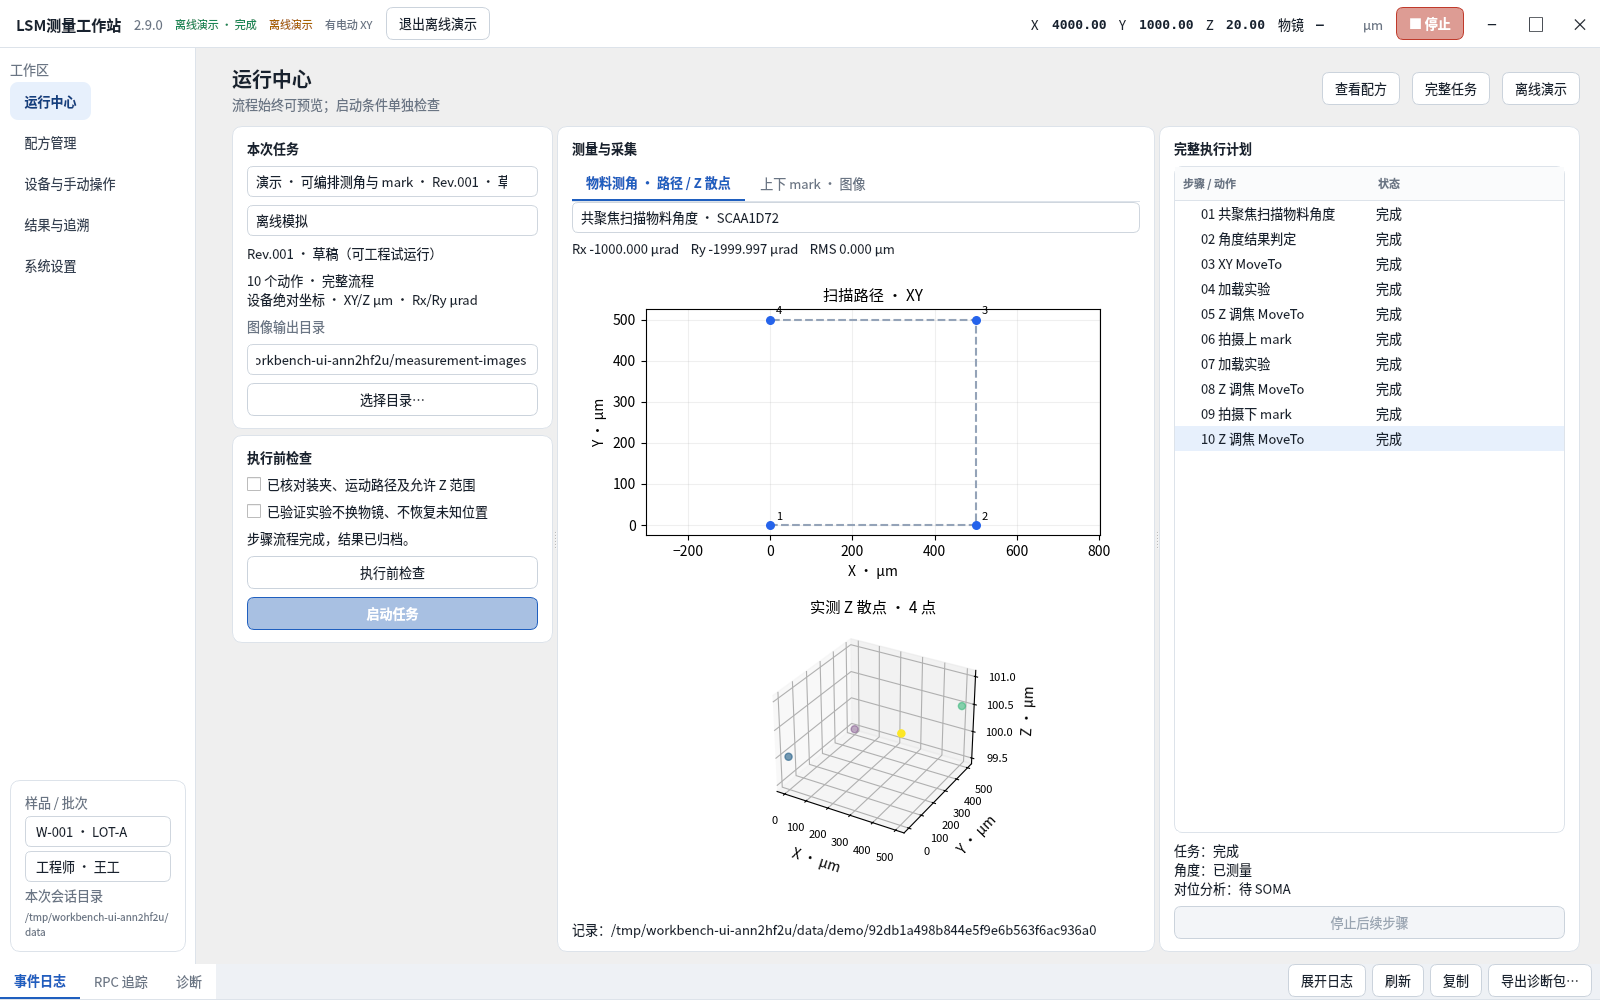 LSM测量工作站 2.9.0 离线演示 · 完成 离线演示 有电动 XY 退出离线演示 X 4000.00 Y 1000.00 Z 20.00 物镜 — µm 停止
工作区
运行中心
配方管理
设备与手动操作
结果与追溯
系统设置
样品 / 批次
W-001 · LOT-A
工程师 · 王工
本次会话目录
/tmp/workbench-ui-ann2hf2u/
data
运行中心
流程始终可预览；启动条件单独检查
查看配方 完整任务 离线演示
本次任务
演示 · 可编排测角与 mark · Rev.001 · 草
离线模拟
Rev.001 · 草稿（可工程试运行）
10 个动作 · 完整流程
设备绝对坐标 · XY/Z µm · Rx/Ry µrad
图像输出目录
orkbench-ui-ann2hf2u/measurement-images
选择目录…
执行前检查
已核对装夹、运动路径及允许 Z 范围
已验证实验不换物镜、不恢复未知位置
步骤流程完成，结果已归档。
执行前检查
启动任务
测量与采集
物料测角 · 路径 / Z 散点 上下 mark · 图像
共聚焦扫描物料角度 · SCAA1D72
Rx -1000.000 µrad Ry -1999.997 µrad RMS 0.000 µm
扫描路径 · XY
4 3
500
400
300
200
100
0
Y · µm
1 2
−200 0 200 400 600 800
X · µm
实测 Z 散点 · 4 点
101.0
100.5
100.0
99.5
Z · µm
0 100 200 300 400 500
X · µm
0 100 200 300 400 500
Y · µm
记录：/tmp/workbench-ui-ann2hf2u/data/demo/92db1a498b844e5f9e6b563f6ac936a0
完整执行计划
步骤 / 动作 状态
01 共聚焦扫描物料角度 完成
02 角度结果判定 完成
03 XY MoveTo 完成
04 加载实验 完成
05 Z 调焦 MoveTo 完成
06 拍摄上 mark 完成
07 加载实验 完成
08 Z 调焦 MoveTo 完成
09 拍摄下 mark 完成
10 Z 调焦 MoveTo 完成
任务：完成
角度：已测量
对位分析：待 SOMA
停止后续步骤
事件日志 RPC 追踪 诊断 展开日志 刷新 复制 导出诊断包…